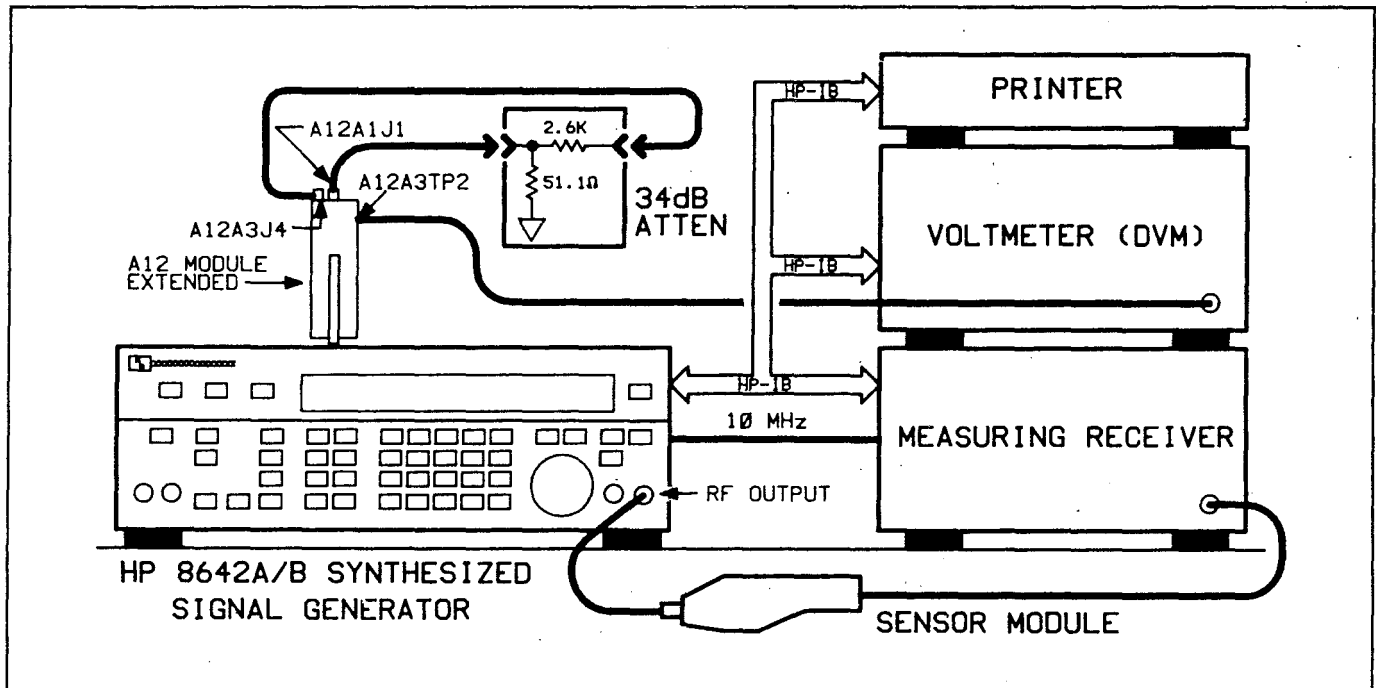 HP-IB
PRINTER
A12A1J1
2.6K
A12A3TP2
51.1Ω
34dB
ATTEN
A12A3J4
A12 MODULE
EXTENDED
VOLTMETER (DVM)
HP-IB
HP-IB
10 MHz
MEASURING RECEIVER
RF OUTPUT
HP 8642A/B SYNTHESIZED
SIGNAL GENERATOR
SENSOR MODULE